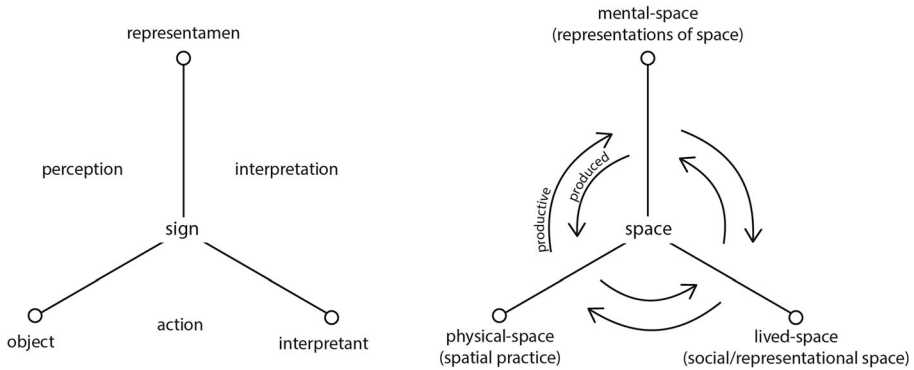 representamen
perception
interpretation
sign
object
action
interpretant
mental-space
(representations of space)
productive
produced
space
physical-space
(spatial practice)
lived-space
(social/representational space)